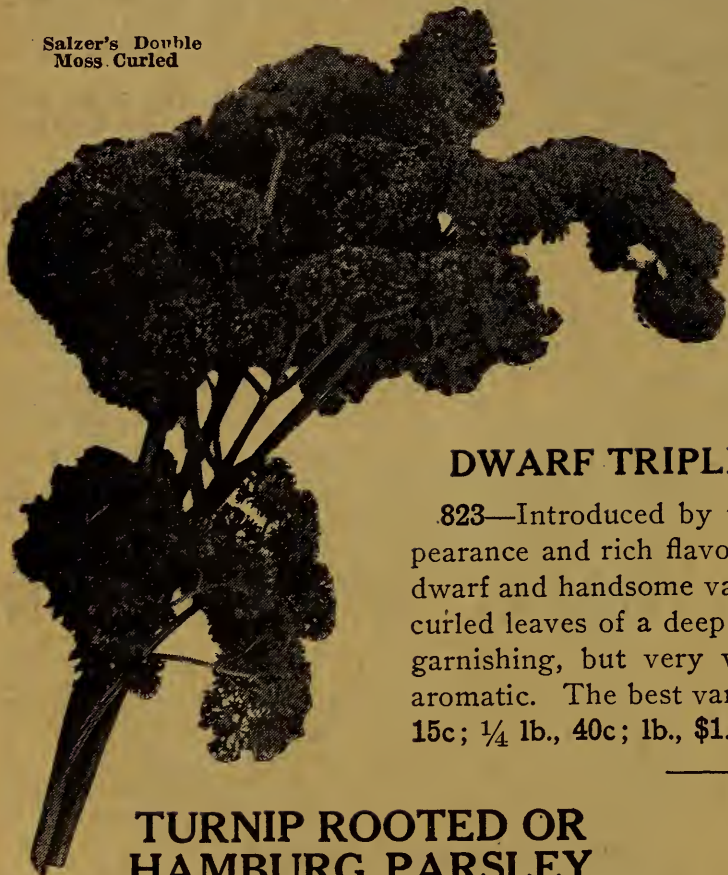 Salzer's Double
Moss Curled
DWARF TRIPL
823—Introduced by
pearance and rich flavo
dwarf and handsome va
curled leaves of a deep
garnishing, but very v
aromatic. The best var
15c; ¼ lb., 40c; lb., $1.
TURNIP ROOTED OR
HAMBURG PARSLEY